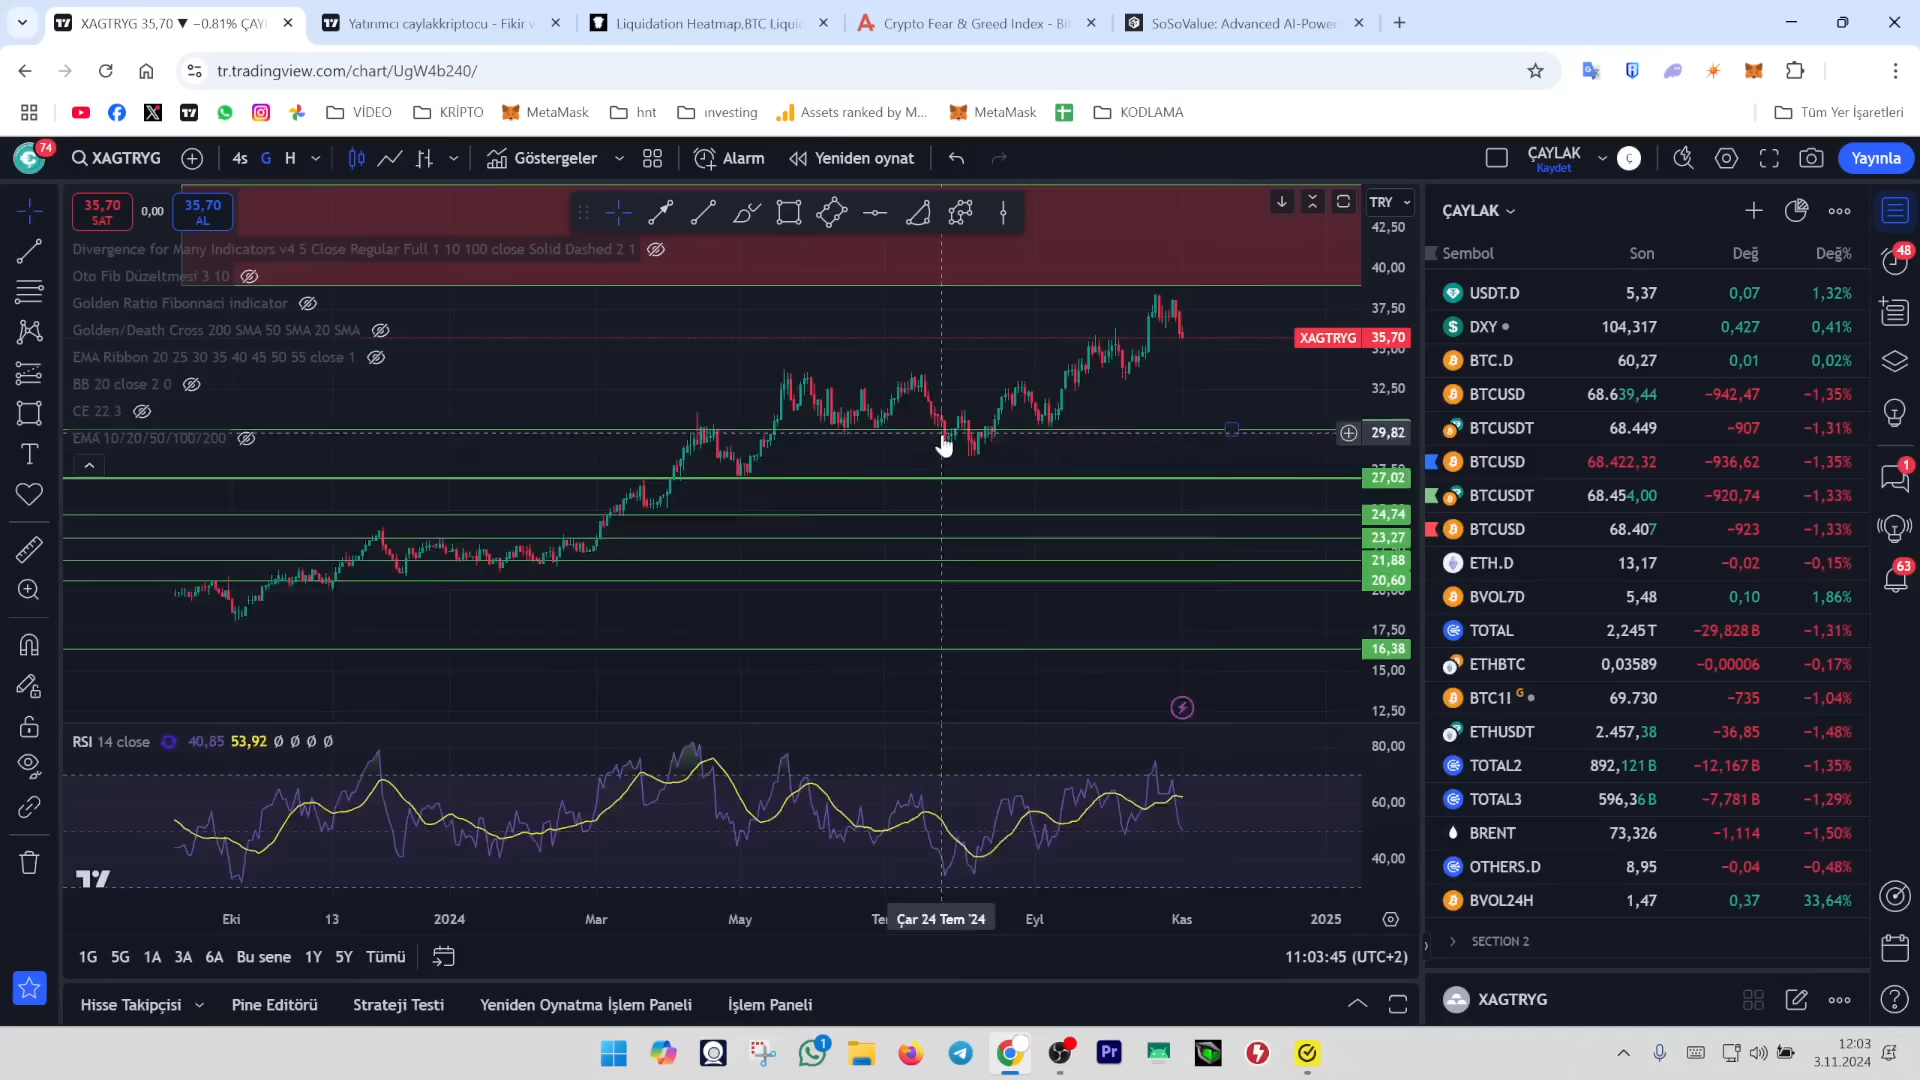 XAGTRYG 35,70 ▼ −0.81% ÇAYI
Yatırımcı caylakkriptocu - Fikir v
Liquidation Heatmap,BTC Liquid
Crypto Fear & Greed Index - Bit
SoSoValue: Advanced AI-Power
tr.tradingview.com/chart/UgW4b240/
VİDEO
KRİPTO
MetaMask
hnt
ınvesting
Assets ranked by M...
MetaMask
KODLAMA
Tüm Yer İşaretleri
74
XAGTRYG
4s G H
Göstergeler
Alarm
Yeniden oynat
ÇAYLAK
Kaydet
Ç
Yayınla
35,70
SAT
0,00
35,70
AL
TRY
Divergence for Many Indicators v4 5 Close Regular Full 1 10 100 close Solid Dashed 2 1
Oto Fib Düzeltmesi 3 10
Golden Ratio Fibonnaci indicator
Golden/Death Cross 200 SMA 50 SMA 20 SMA
EMA Ribbon 20 25 30 35 40 45 50 55 close 1
BB 20 close 2 0
CE 22 3
EMA 10/20/50/100/200
42,50
40,00
37,50
XAGTRYG 35,70
35,00
32,50
29,82
27,02
24,74
23,27
21,88
20,60
20,00
17,50
16,38
15,00
12,50
RSI 14 close 40,85 53,92 Ø Ø Ø Ø
80,00
60,00
40,00
Eki 13 2024 Mar May Te Çar 24 Tem '24 Eyl Kas 2025
1G 5G 1A 3A 6A Bu sene 1Y 5Y Tümü
11:03:45 (UTC+2)
Hisse Takipçisi
Pine Editörü
Strateji Testi
Yeniden Oynatma İşlem Paneli
İşlem Paneli
ÇAYLAK
Sembol Son Değ Değ%
USDT.D 5,37 0,07 1,32%
DXY 104,317 0,427 0,41%
BTC.D 60,27 0,01 0,02%
BTCUSD 68.639,44 −942,47 −1,35%
BTCUSDT 68.449 −907 −1,31%
BTCUSD 68.422,32 −936,62 −1,35%
BTCUSDT 68.454,00 −920,74 −1,33%
BTCUSD 68.407 −923 −1,33%
ETH.D 13,17 −0,02 −0,15%
BVOL7D 5,48 0,10 1,86%
TOTAL 2,245T −29,828B −1,31%
ETHBTC 0,03589 −0,00006 −0,17%
BTC1! G 69.730 −735 −1,04%
ETHUSDT 2.457,38 −36,85 −1,48%
TOTAL2 892,121B −12,167B −1,35%
TOTAL3 596,36B −7,781B −1,29%
BRENT 73,326 −1,114 −1,50%
OTHERS.D 8,95 −0,04 −0,48%
BVOL24H 1,47 0,37 33,64%
SECTION 2
XAGTRYG
48
1
63
1
Pr
12:03
3.11.2024